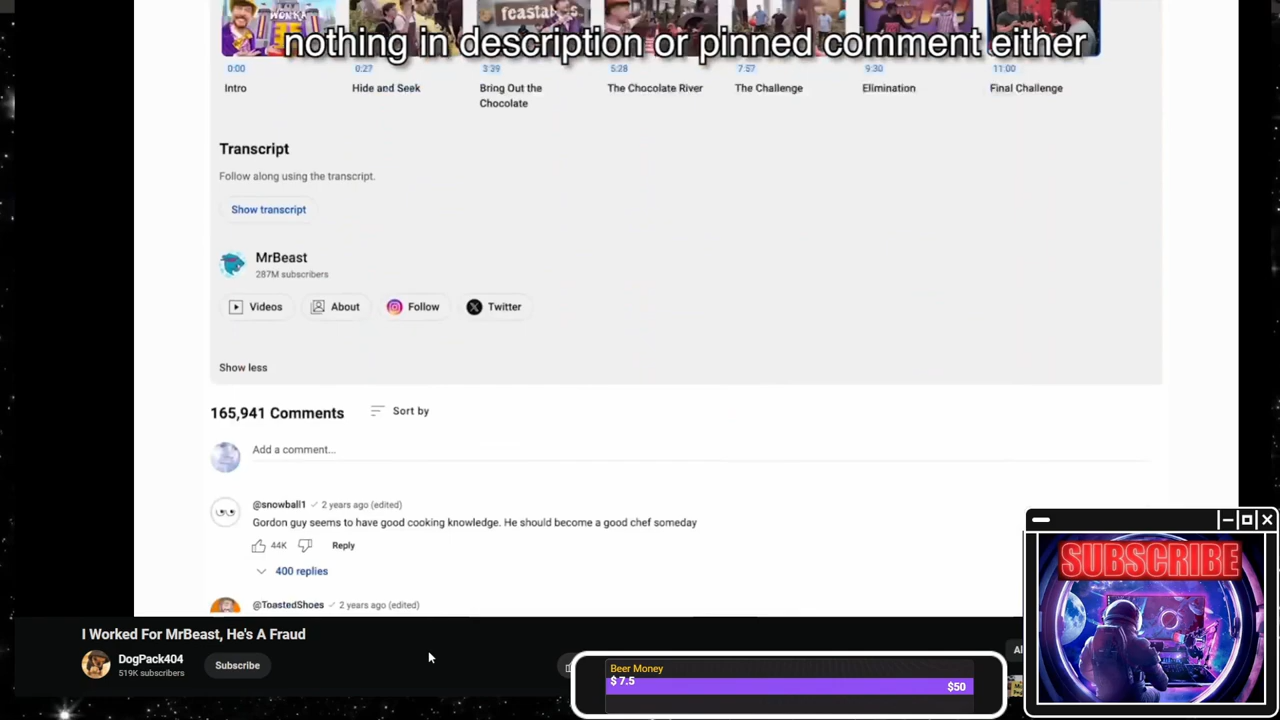 WONKA
feastables
nothing in description or pinned comment either
0:00 0:27 3:39 5:28 7:57 9:30 11:00
Intro Hide and Seek Bring Out the Chocolate The Chocolate River The Challenge Elimination Final Challenge
Transcript
Follow along using the transcript.
Show transcript
MrBeast
287M subscribers
Videos About Follow Twitter
Show less
165,941 Comments Sort by
Add a comment...
@snowball1 2 years ago (edited)
Gordon guy seems to have good cooking knowledge. He should become a good chef someday
44K Reply
400 replies
@ToastedShoes 2 years ago (edited)
SUBSCRIBE
I Worked For MrBeast, He's A Fraud
DogPack404
519K subscribers
Subscribe
Al
Beer Money
$ 7.5
$50